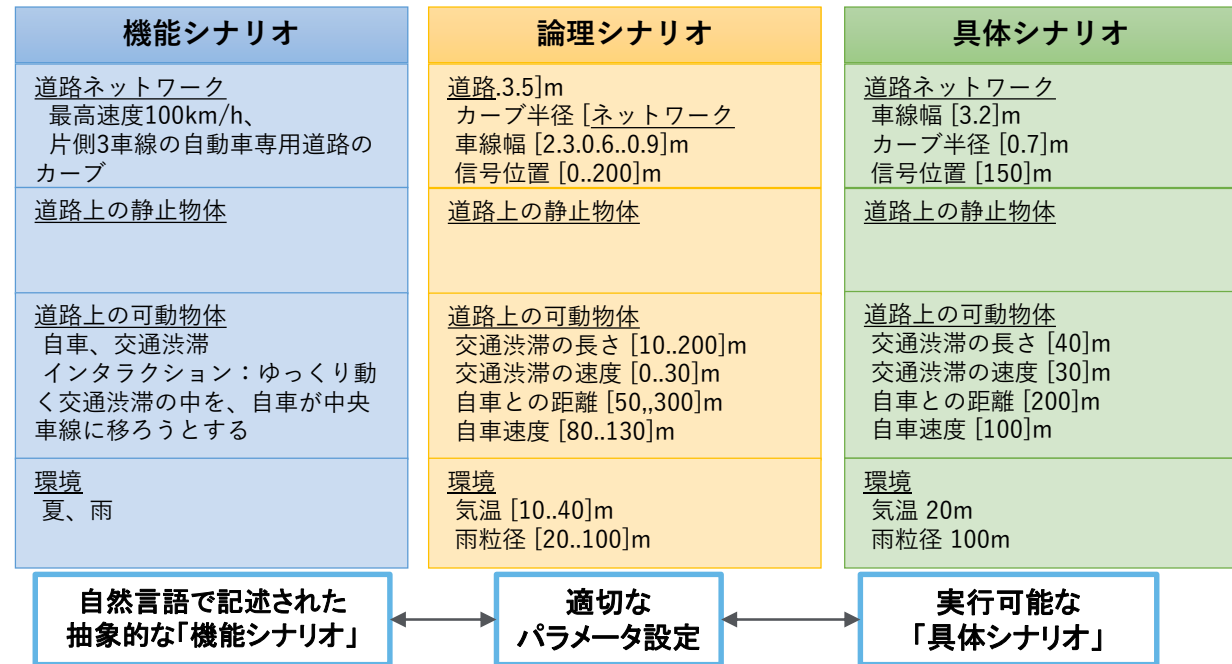 機能シナリオ
道路ネットワーク
最高速度100km/h、
片側3車線の自動車専用道路の
カーブ
道路上の静止物体
道路上の可動物体
自車、交通渋滞
インタラクション：ゆっくり動
く交通渋滞の中を、自車が中央
車線に移ろうとする
環境
夏、雨
自然言語で記述された
抽象的な「機能シナリオ」
論理シナリオ
道路.3.5]m
カーブ半径 [ネットワーク
車線幅 [2.3.0.6..0.9]m
信号位置 [0..200]m
道路上の静止物体
道路上の可動物体
交通渋滞の長さ [10..200]m
交通渋滞の速度 [0..30]m
自車との距離 [50,,300]m
自車速度 [80..130]m
環境
気温 [10..40]m
雨粒径 [20..100]m
適切な
パラメータ設定
具体シナリオ
道路ネットワーク
車線幅 [3.2]m
カーブ半径 [0.7]m
信号位置 [150]m
道路上の静止物体
道路上の可動物体
交通渋滞の長さ [40]m
交通渋滞の速度 [30]m
自車との距離 [200]m
自車速度 [100]m
環境
気温 20m
雨粒径 100m
実行可能な
「具体シナリオ」